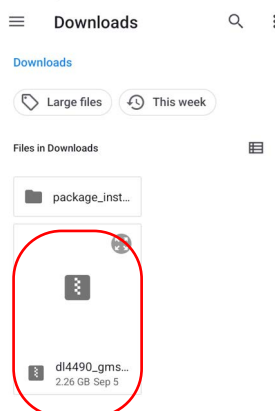 Downloads
Downloads
Large files
This week
Files in Downloads
package_inst...
dl4490_gms...
2.26 GB Sep 5